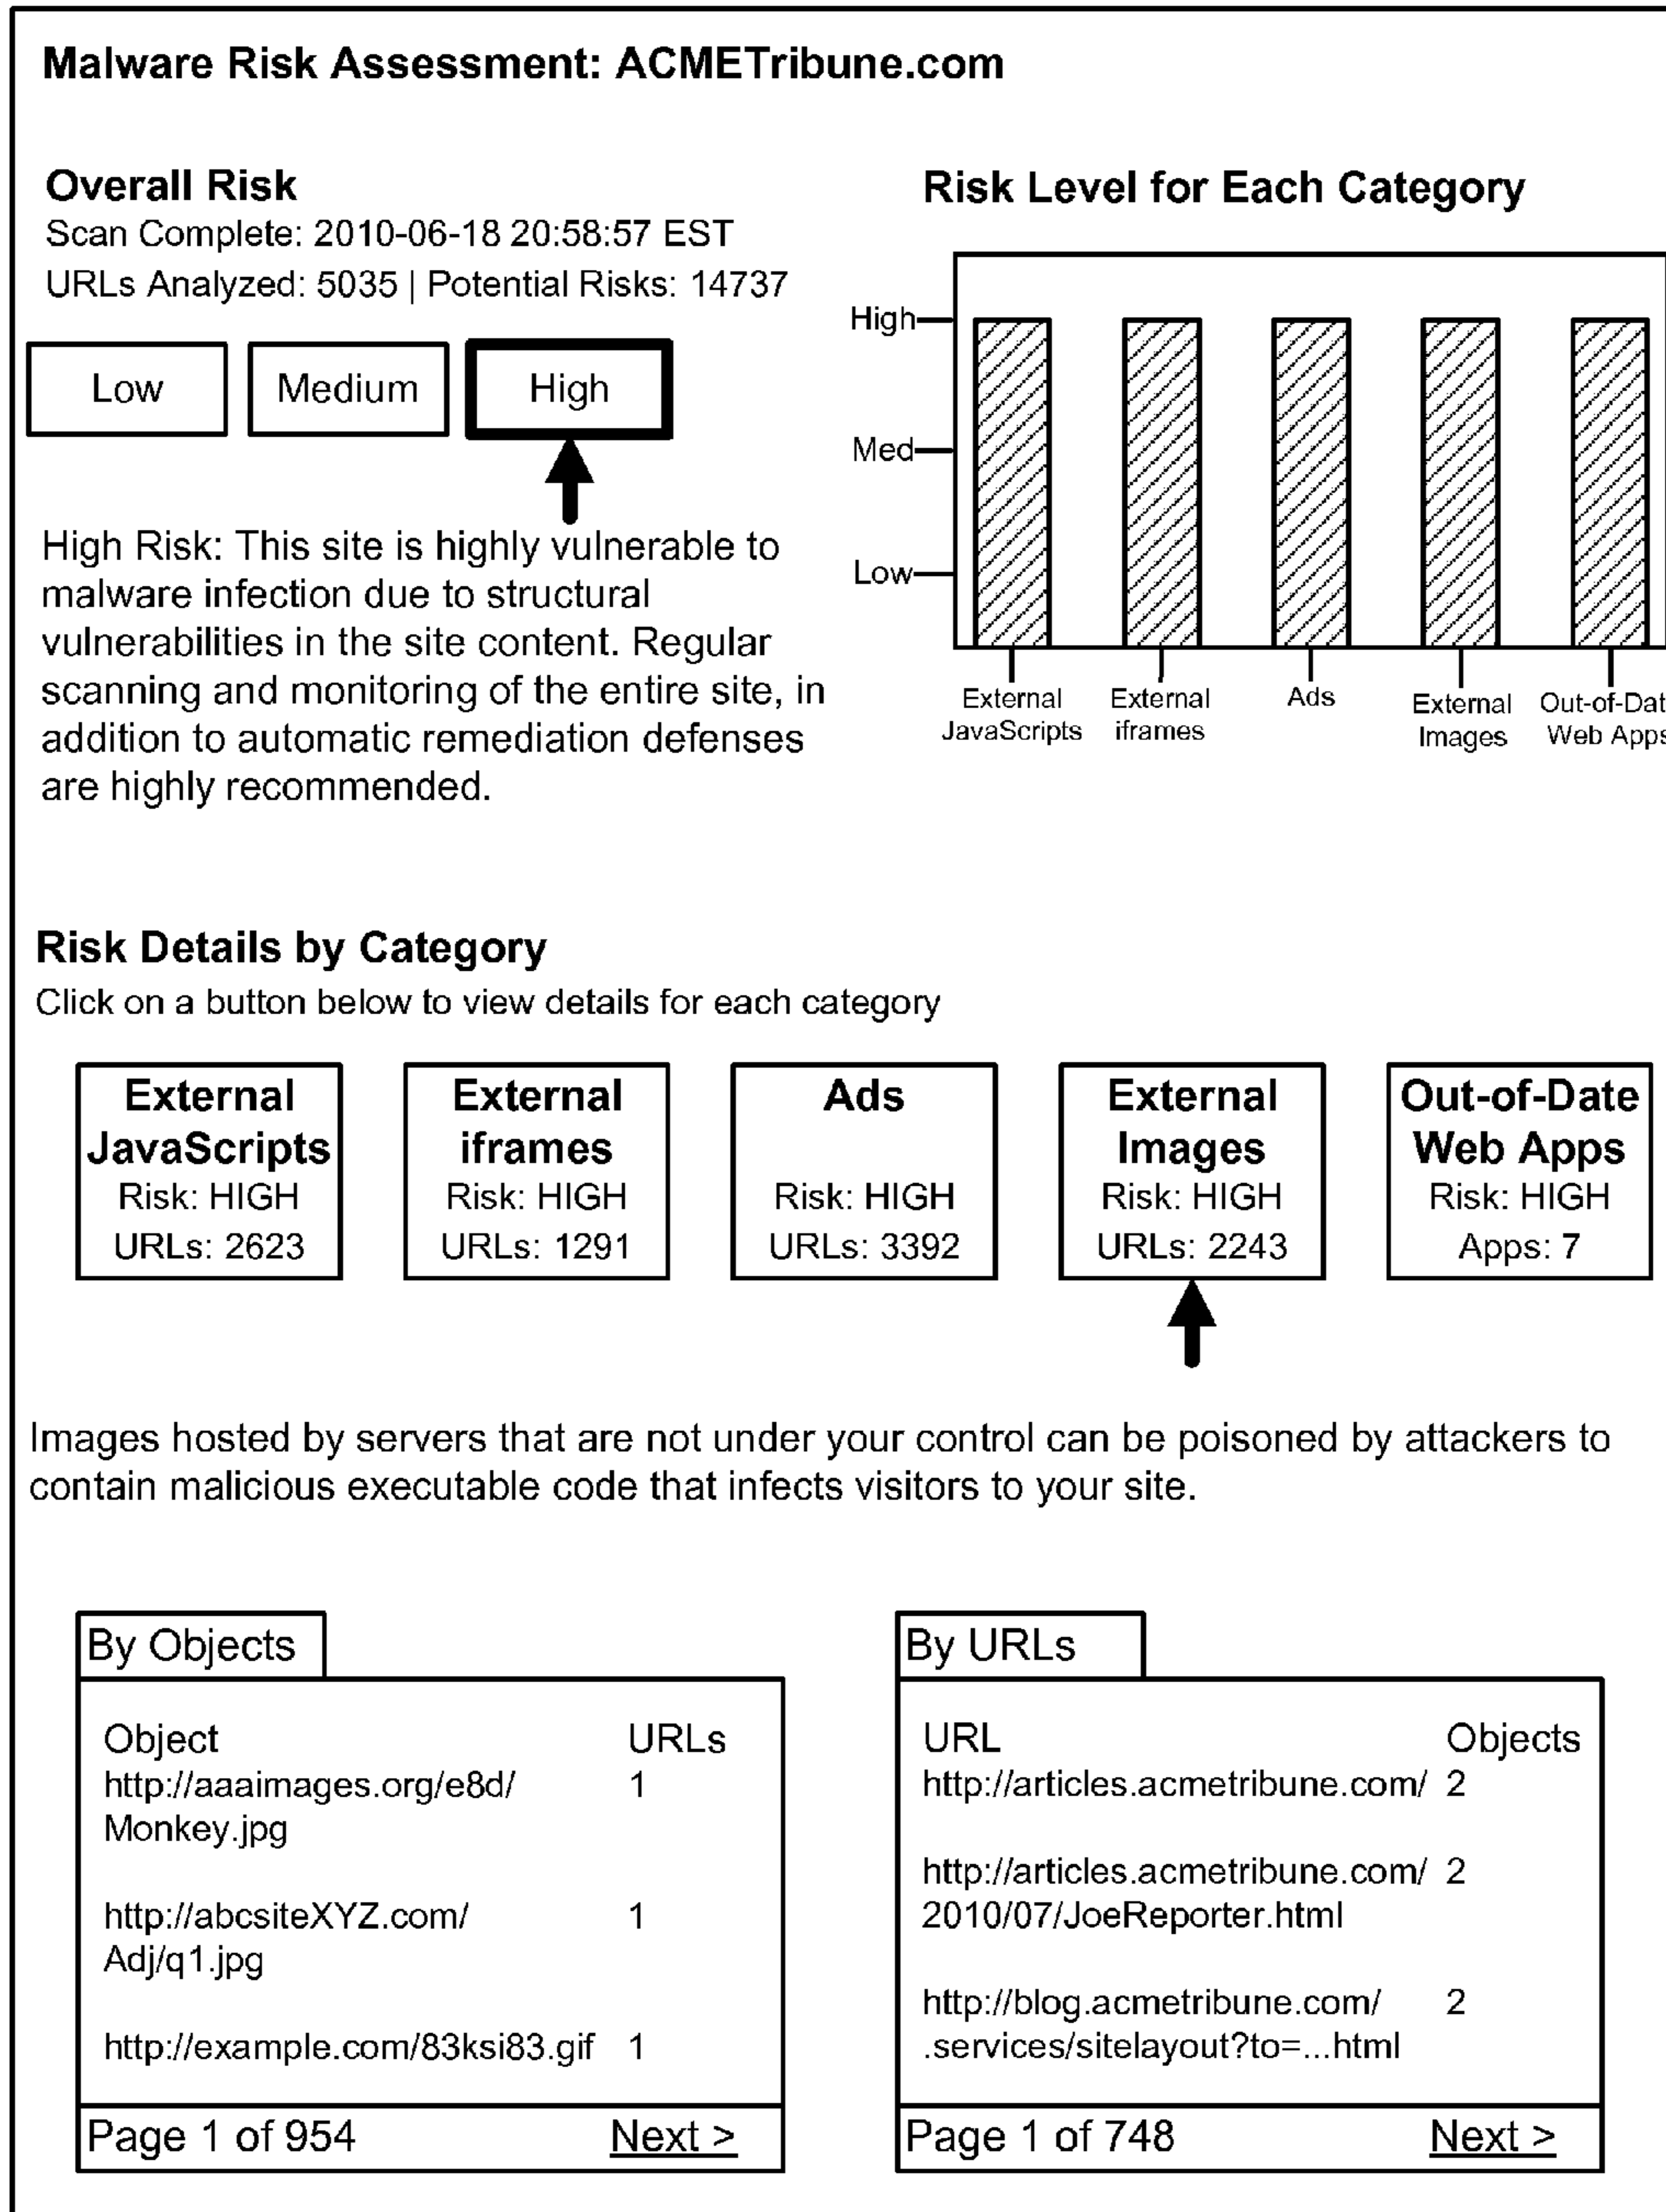 Malware Risk Assessment: ACMETribune.com
Overall Risk
Scan Complete: 2010-06-18 20:58:57 EST
URLs Analyzed: 5035 | Potential Risks: 14737
Low
Medium
High
High Risk: This site is highly vulnerable to
malware infection due to structural
vulnerabilities in the site content. Regular
scanning and monitoring of the entire site, in
addition to automatic remediation defenses
are highly recommended.
Risk Level for Each Category
High
Med
Low
External
JavaScripts
External
iframes
Ads
External
Images
Out-of-Dat
Web Apps
Risk Details by Category
Click on a button below to view details for each category
External
JavaScripts
Risk: HIGH
URLs: 2623
External
iframes
Risk: HIGH
URLs: 1291
Ads
Risk: HIGH
URLs: 3392
External
Images
Risk: HIGH
URLs: 2243
Out-of-Date
Web Apps
Risk: HIGH
Apps: 7
Images hosted by servers that are not under your control can be poisoned by attackers to
contain malicious executable code that infects visitors to your site.
By Objects
Object URLs
http://aaaimages.org/e8d/ 1
Monkey.jpg
http://abcsiteXYZ.com/ 1
Adj/q1.jpg
http://example.com/83ksi83.gif 1
Page 1 of 954 Next >
By URLs
URL Objects
http://articles.acmetribune.com/ 2
http://articles.acmetribune.com/ 2
2010/07/JoeReporter.html
http://blog.acmetribune.com/ 2
.services/sitelayout?to=...html
Page 1 of 748 Next >